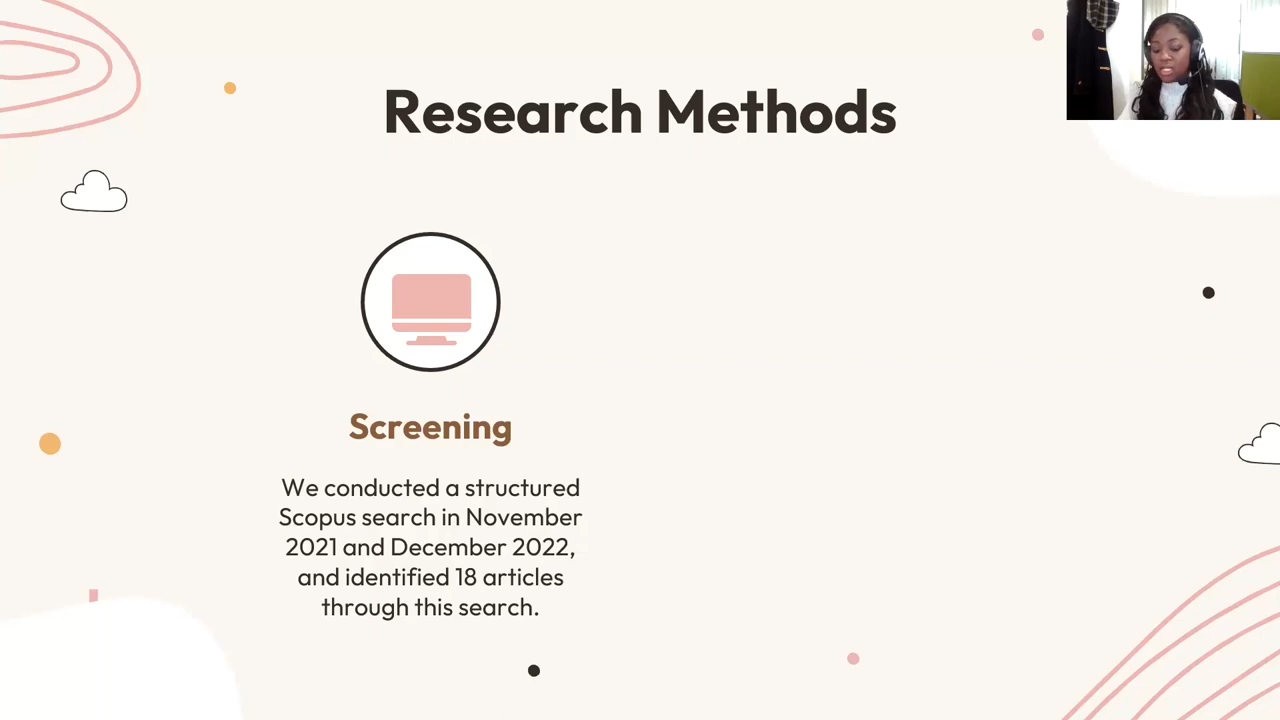 Research Methods
Screening
We conducted a structured
Scopus search in November
2021 and December 2022,
and identified 18 articles
through this search.